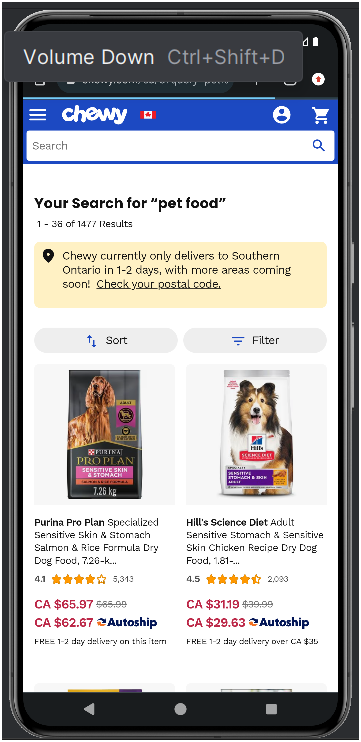 Volume Down Ctrl+Shift+D
chewy
Search
Your Search for “pet food”
1 - 36 of 1477 Results
Chewy currently only delivers to Southern
Ontario in 1-2 days, with more areas coming
soon! Check your postal code.
Sort
Filter
PURINA
PRO PLAN
SENSITIVE SKIN
& STOMACH
7.26 kg
Hill's
SCIENCE DIET
SENSITIVE
STOMACH & SKIN
ADULT
Purina Pro Plan Specialized
Sensitive Skin & Stomach
Salmon & Rice Formula Dry
Dog Food, 7.26-k...
4.1 5,343
CA $65.97 $85.99
CA $62.67 Autoship
FREE 1-2 day delivery on this item
Hill's Science Diet Adult
Sensitive Stomach & Sensitive
Skin Chicken Recipe Dry Dog
Food, 1.81-...
4.5 2,093
CA $31.19 $39.99
CA $29.63 Autoship
FREE 1-2 day delivery over CA $35